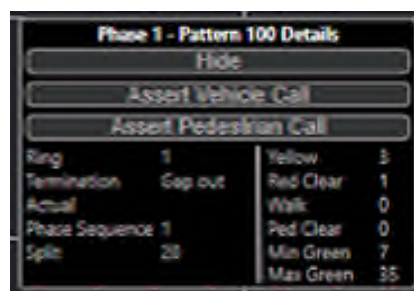 Phase 1 - Pattern 100 Details
Hide
Assert Vehicle Call
Assert Pedestrian Call
Ring 1
Termination Gap out
Actual
Phase Sequence 1
Split 20
Yellow 3
Red Clear 1
Walk 0
Ped Clear 0
Min Green 7
Max Green 35